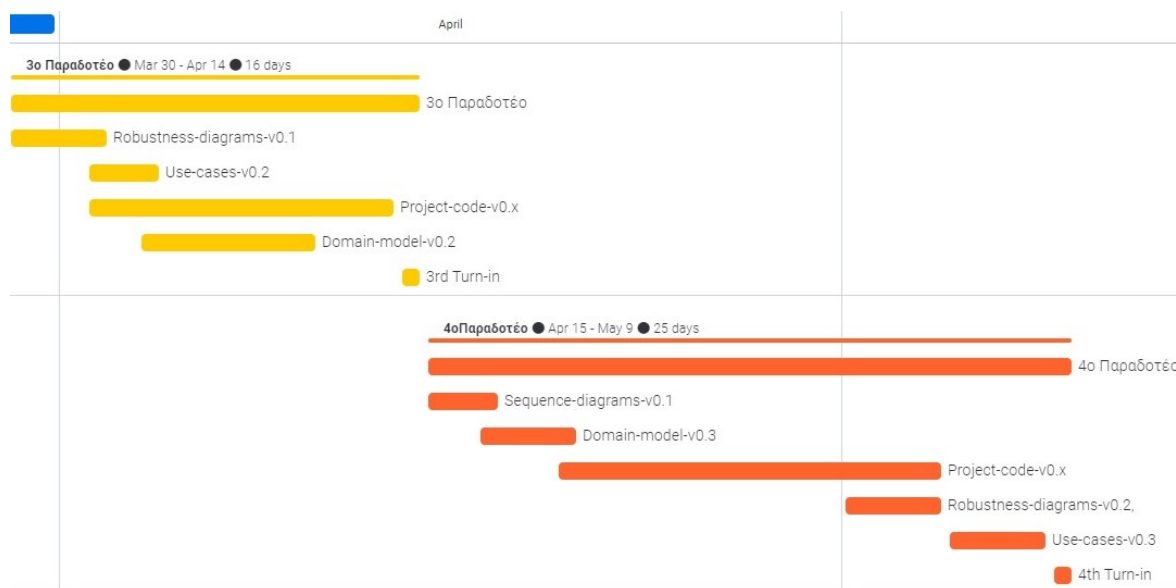 April
3ο Παραδοτέο ● Mar 30 - Apr 14 ● 16 days
3ο Παραδοτέο
Robustness-diagrams-v0.1
Use-cases-v0.2
Project-code-v0.x
Domain-model-v0.2
3rd Turn-in
4οΠαραδοτέο ● Apr 15 - May 9 ● 25 days
4ο Παραδοτέο
Sequence-diagrams-v0.1
Domain-model-v0.3
Project-code-v0.x
Robustness-diagrams-v0.2,
Use-cases-v0.3
4th Turn-in